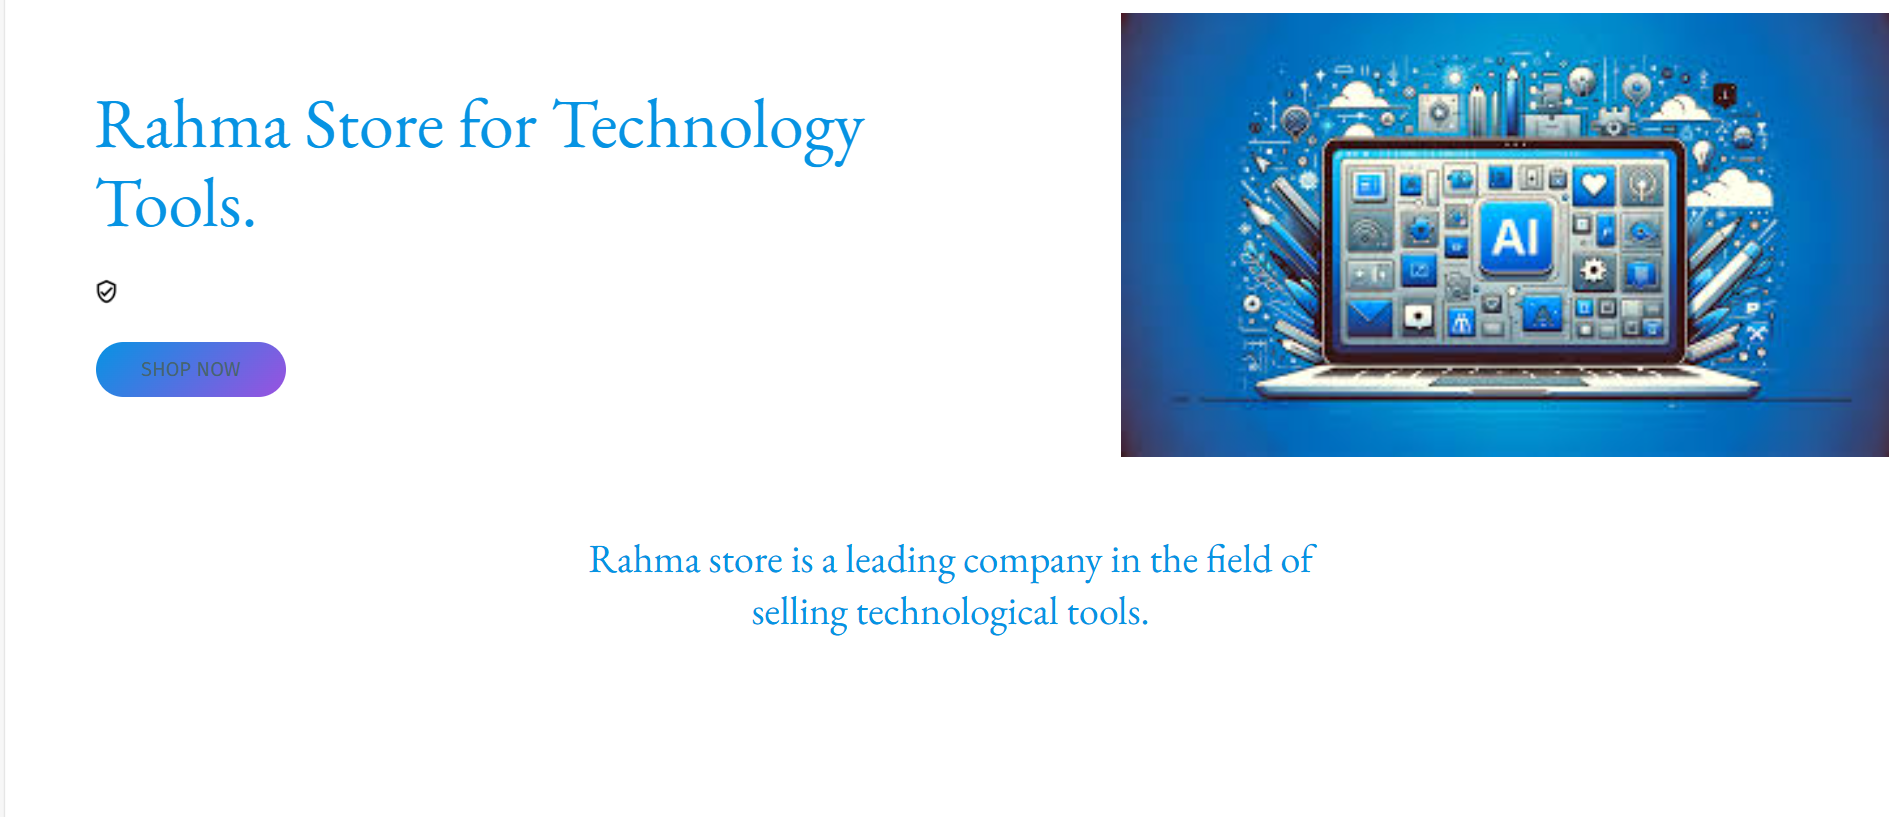 Rahma Store for Technology
Tools.
SHOP NOW
AI
Rahma store is a leading company in the field of
selling technological tools.